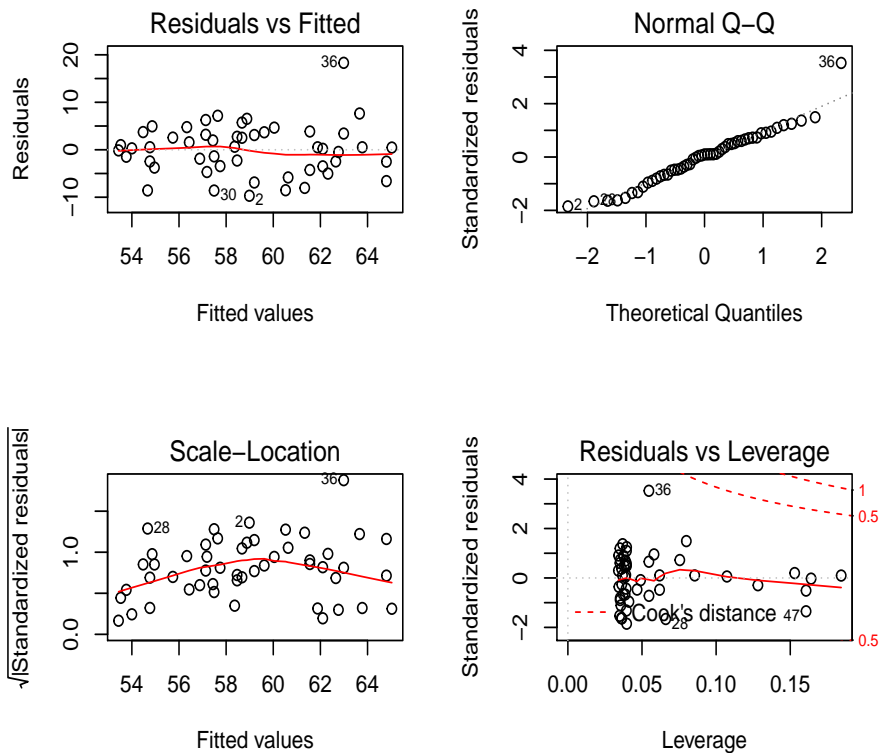 Residuals vs Fitted
Residuals
20
10
0
−10
36
30
2
54 56 58 60 62 64
Fitted values
Normal Q−Q
Standardized residuals
4
2
0
−2
36
2
−2 −1 0 1 2
Theoretical Quantiles
Scale−Location
√|Standardized residuals|
1.0
0.0
36
28
2
54 56 58 60 62 64
Fitted values
Residuals vs Leverage
Standardized residuals
4
2
0
−2
36
1
0.5
Cook's distance
47
28
0.5
0.00 0.05 0.10 0.15
Leverage